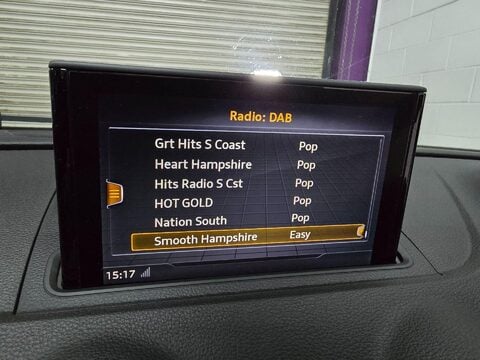 Radio: DAB
Grt Hits S Coast Pop
Heart Hampshire Pop
Hits Radio S Cst Pop
HOT GOLD Pop
Nation South Pop
Smooth Hampshire Easy
15:17